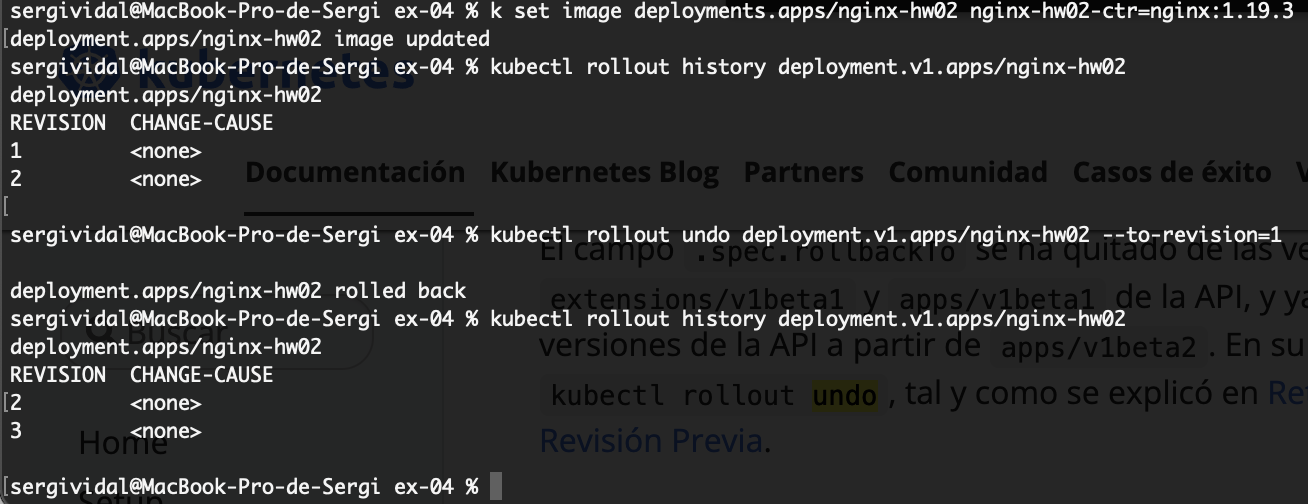 sergividal@MacBook-Pro-de-Sergi ex-04 % k set image deployments.apps/nginx-hw02 nginx-hw02-ctr=nginx:1.19.3
[deployment.apps/nginx-hw02 image updated
sergividal@MacBook-Pro-de-Sergi ex-04 % kubectl rollout history deployment.v1.apps/nginx-hw02
kubernetes
deployment.apps/nginx-hw02
REVISION  CHANGE-CAUSE
1         <none>
Documentación Kubernetes Blog Partners Comunidad Casos de éxito V
2         <none>
[
sergividal@MacBook-Pro-de-Sergi ex-04 % kubectl rollout undo deployment.v1.apps/nginx-hw02 --to-revision=1
El campo .spec.rollbackTo se ha quitado de las ve
deployment.apps/nginx-hw02 rolled back
extensions/v1beta1 y apps/v1beta1 de la API, y ya
sergividal@MacBook-Pro-de-Sergi ex-04 % kubectl rollout history deployment.v1.apps/nginx-hw02
Buscar
deployment.apps/nginx-hw02
versiones de la API a partir de apps/v1beta2 . En su
REVISION  CHANGE-CAUSE
[2         <none>
kubectl rollout undo , tal y como se explicó en Re
3         <none>
Home
Revisión Previa.
[sergividal@MacBook-Pro-de-Sergi ex-04 %
Setup